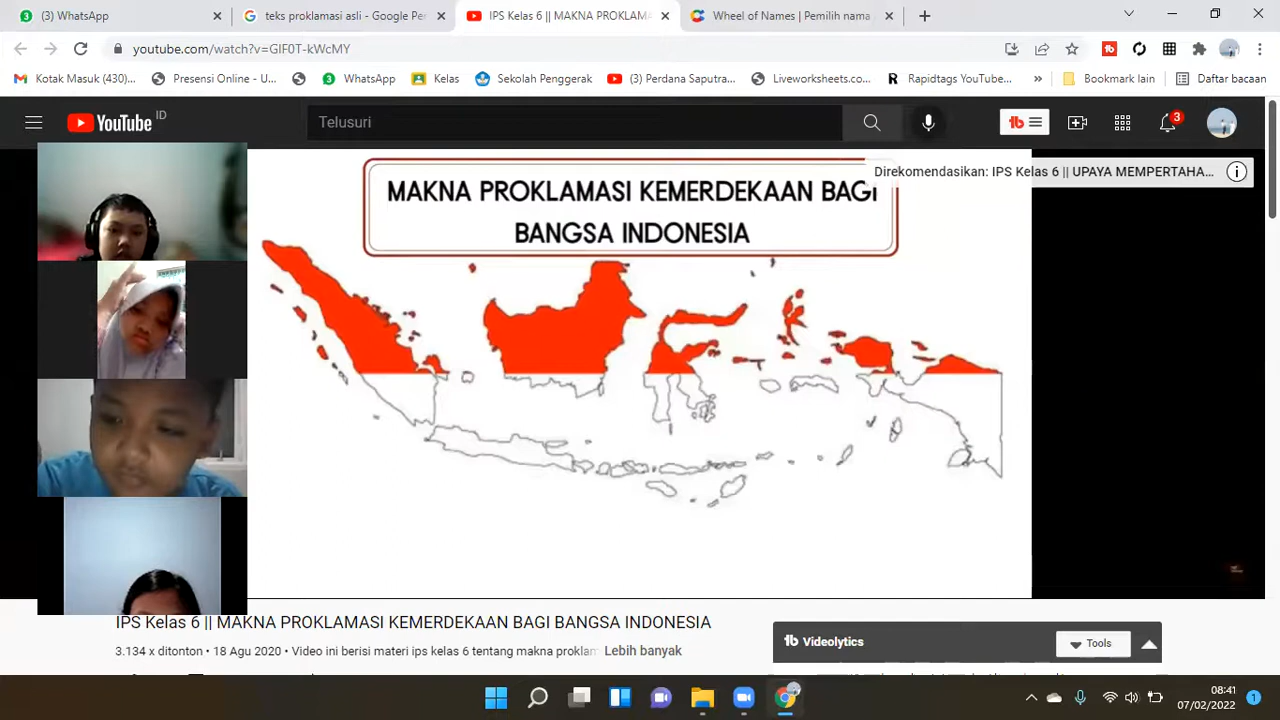 (3) WhatsApp
teks proklamasi asli - Google Pe
IPS Kelas 6 || MAKNA PROKLAMA
Wheel of Names | Pemilih nama
youtube.com/watch?v=GIF0T-kWcMY
Kotak Masuk (430)...
Presensi Online - U...
WhatsApp
Kelas
Sekolah Penggerak
(3) Perdana Saputra...
Liveworksheets.co...
Rapidtags YouTube...
»
Bookmark lain
Daftar bacaan
YouTube ID
Telusuri
3
Direkomendasikan: IPS Kelas 6 || UPAYA MEMPERTAHA...
MAKNA PROKLAMASI KEMERDEKAAN BAGI
BANGSA INDONESIA
IPS Kelas 6 || MAKNA PROKLAMASI KEMERDEKAAN BAGI BANGSA INDONESIA
3.134 x ditonton • 18 Agu 2020 • Video ini berisi materi ips kelas 6 tentang makna proklam Lebih banyak
Videolytics
Tools
08:41
07/02/2022
1